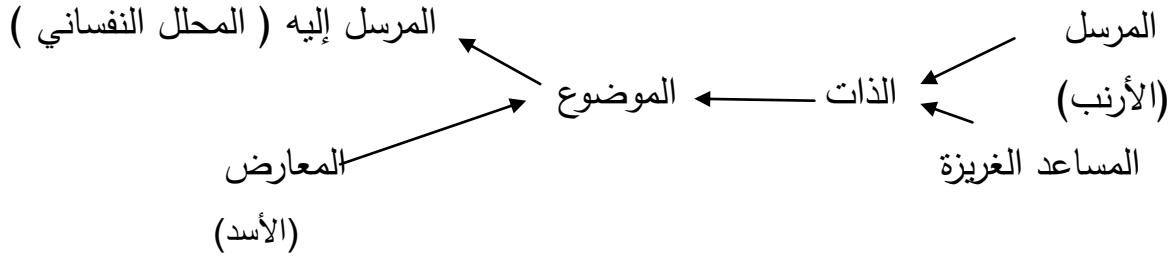 المرسل المرسل إليه ( المحلل النفساني )
(الأرنب) الذات الموضوع
المساعد الغريزة المعارض
(الأسد)